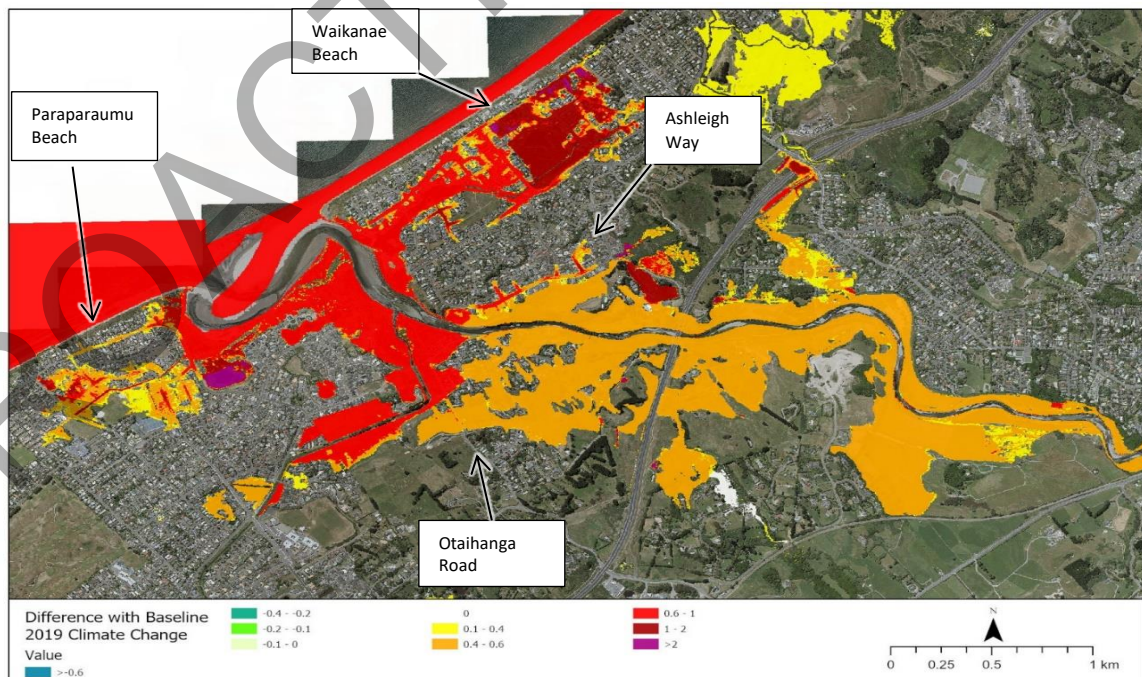 Waikanae
Beach
Paraparaumu
Beach
Ashleigh
Way
Otaihanga
Road
Difference with Baseline
2019 Climate Change
Value
>-0.6
-0.4 - -0.2
-0.2 - -0.1
-0.1 - 0
0
0.1 - 0.4
0.4 - 0.6
0.6 - 1
1 - 2
>2
N
0 0.25 0.5 1 km